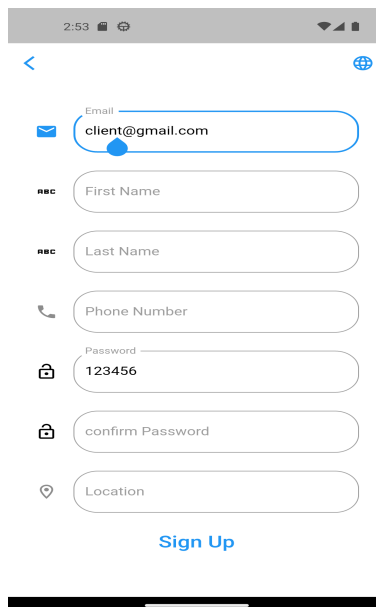 2:53
Email
client@gmail.com
ABC First Name
ABC Last Name
Phone Number
Password
123456
confirm Password
Location
Sign Up